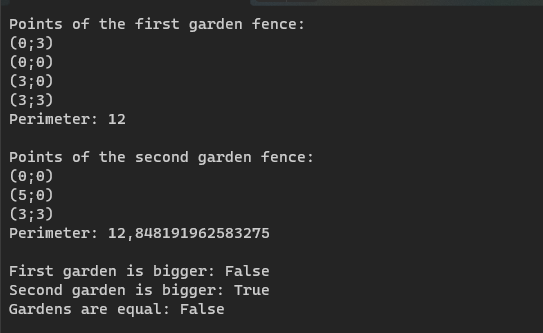 Points of the first garden fence:
(0;3)
(0;0)
(3;0)
(3;3)
Perimeter: 12
Points of the second garden fence:
(0;0)
(5;0)
(3;3)
Perimeter: 12,848191962583275
First garden is bigger: False
Second garden is bigger: True
Gardens are equal: False